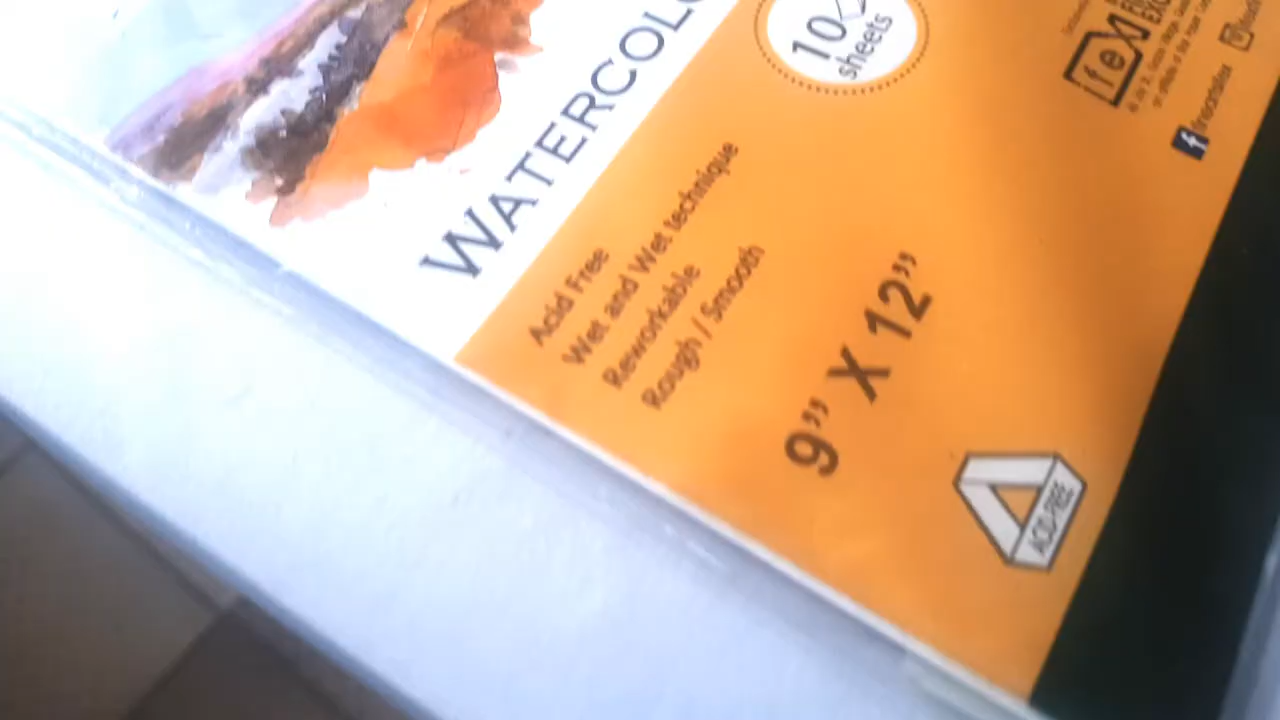 WATERCOLO
10
sheets
Acid Free
Wet and Wet technique
Reworkable
Rough / Smooth
9” X 12”
ACID-FREE
f